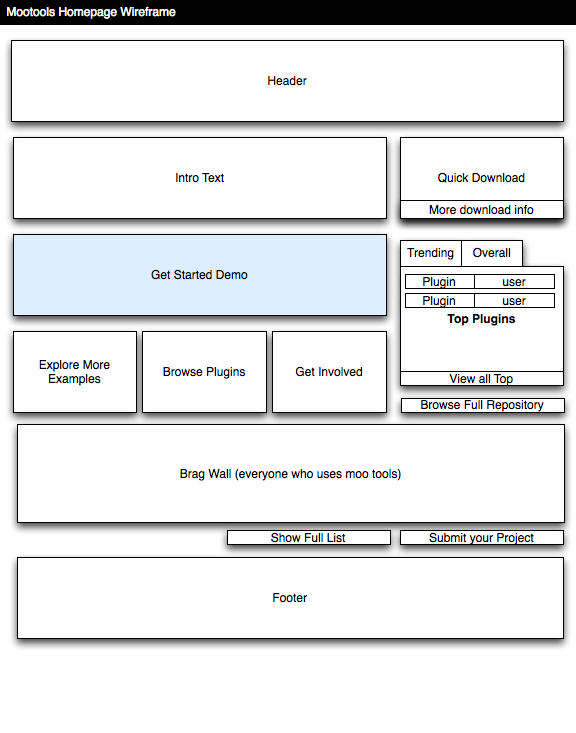 Mootools Homepage Wireframe
Header
Intro Text
Quick Download
More download info
Get Started Demo
Trending
Overall
Plugin
user
Plugin
user
Top Plugins
View all Top
Explore More
Examples
Browse Plugins
Get Involved
Browse Full Repository
Brag Wall (everyone who uses moo tools)
Show Full List
Submit your Project
Footer